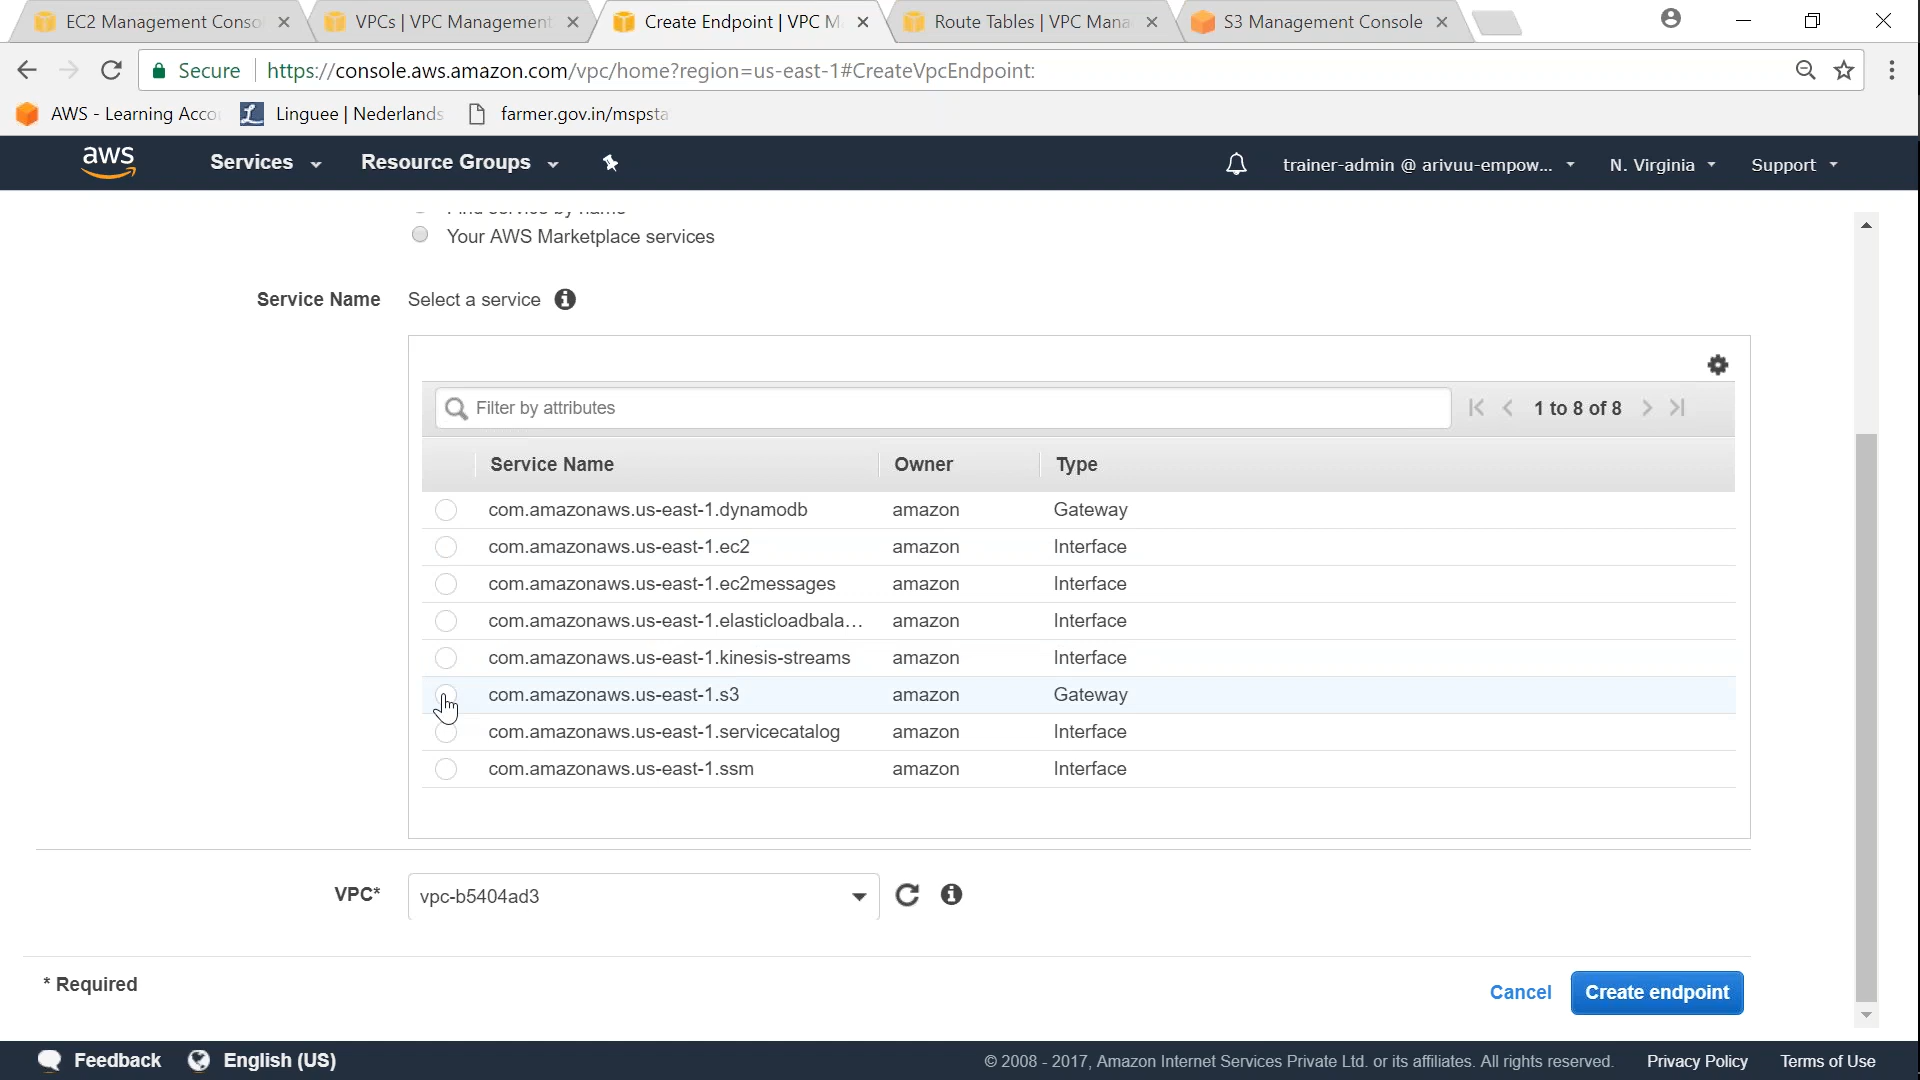 EC2 Management Conso
VPCs | VPC Management
Create Endpoint | VPC M
Route Tables | VPC Mana
S3 Management Console
Secure
https://console.aws.amazon.com/vpc/home?region=us-east-1#CreateVpcEndpoint:
AWS - Learning Acco
Linguee | Nederlands
farmer.gov.in/mspsta
aws
Services
Resource Groups
trainer-admin @ arivuu-empow...
N. Virginia
Support
Find service by name
Your AWS Marketplace services
Service Name Select a service
Filter by attributes
1 to 8 of 8
Service Name Owner Type
com.amazonaws.us-east-1.dynamodb amazon Gateway
com.amazonaws.us-east-1.ec2 amazon Interface
com.amazonaws.us-east-1.ec2messages amazon Interface
com.amazonaws.us-east-1.elasticloadbala... amazon Interface
com.amazonaws.us-east-1.kinesis-streams amazon Interface
com.amazonaws.us-east-1.s3 amazon Gateway
com.amazonaws.us-east-1.servicecatalog amazon Interface
com.amazonaws.us-east-1.ssm amazon Interface
VPC* vpc-b5404ad3
* Required
Cancel
Create endpoint
Feedback
English (US)
© 2008 - 2017, Amazon Internet Services Private Ltd. or its affiliates. All rights reserved.
Privacy Policy
Terms of Use